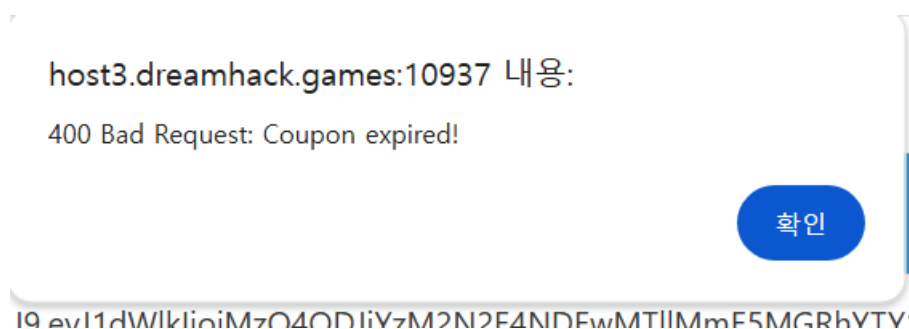 host3.dreamhack.games:10937 내용:
400 Bad Request: Coupon expired!
확인